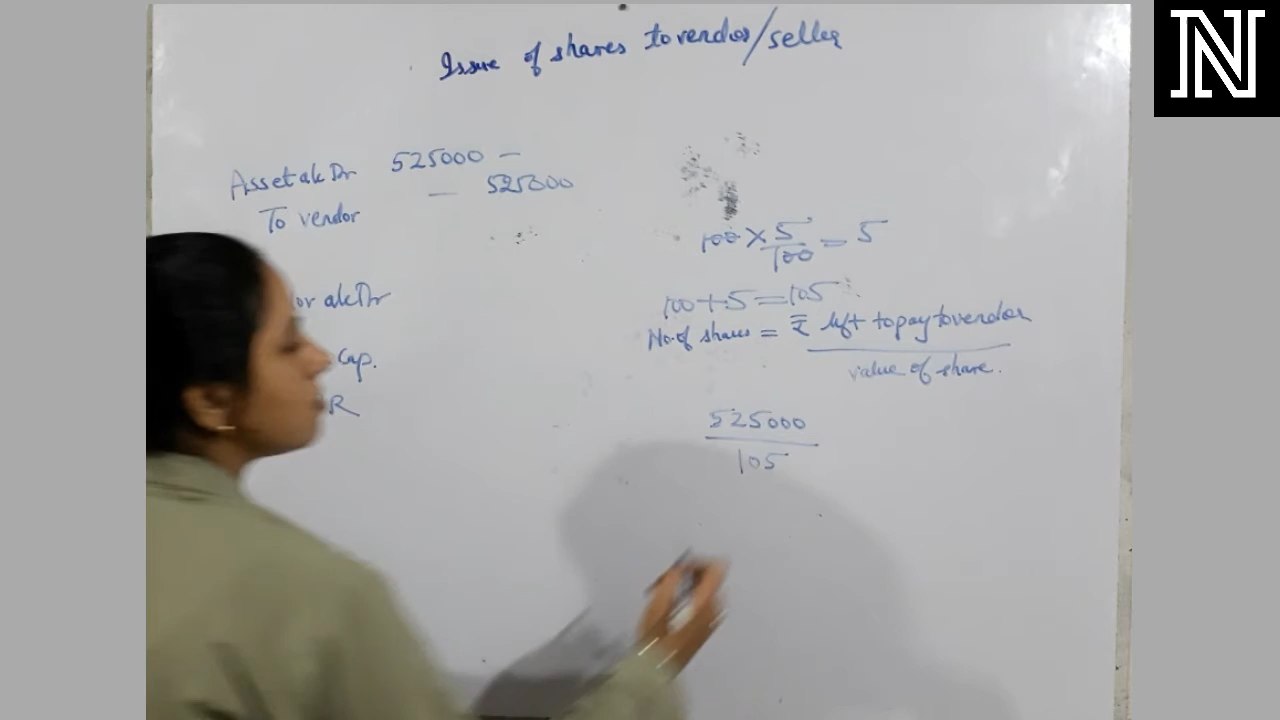 Issue of shares to vendor/seller
Asset a/c Dr 525000 –
– 525000
To vendor
or a/c Dr
Cap.
R
100 × 5/100 = 5
100 + 5 = 105
No. of shares = ₹ left to pay to vendor
value of share.
525000
105
N